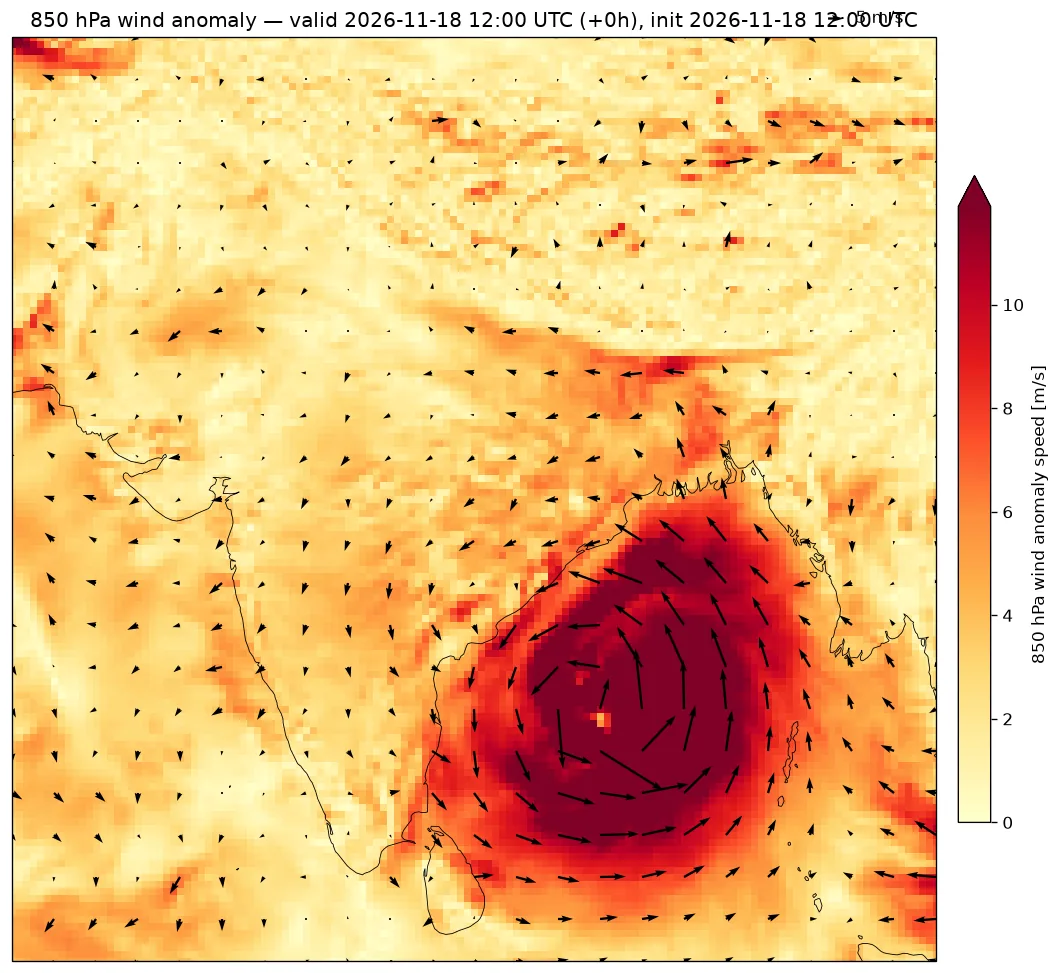 850 hPa wind anomaly — valid 2026-11-18 12:00 UTC (+0h), init 2026-11-18 12:00 UTC
5 m/s
10
8
6
4
2
0
850 hPa wind anomaly speed [m/s]